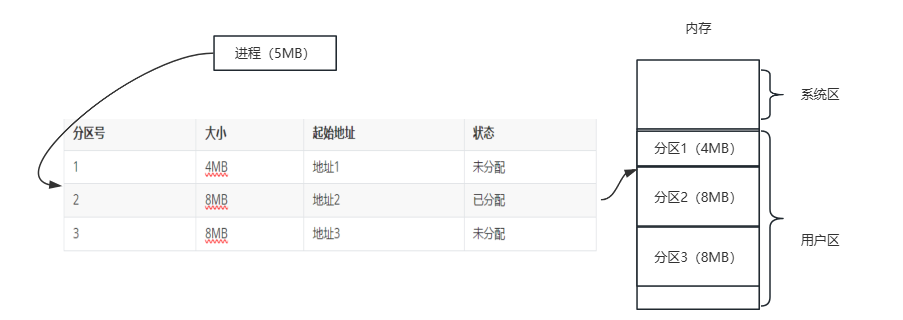 内存
进程（5MB）
系统区
分区号 大小 起始地址 状态
1 4MB 地址1 未分配
2 8MB 地址2 已分配
3 8MB 地址3 未分配
分区1（4MB）
分区2（8MB）
分区3（8MB）
用户区